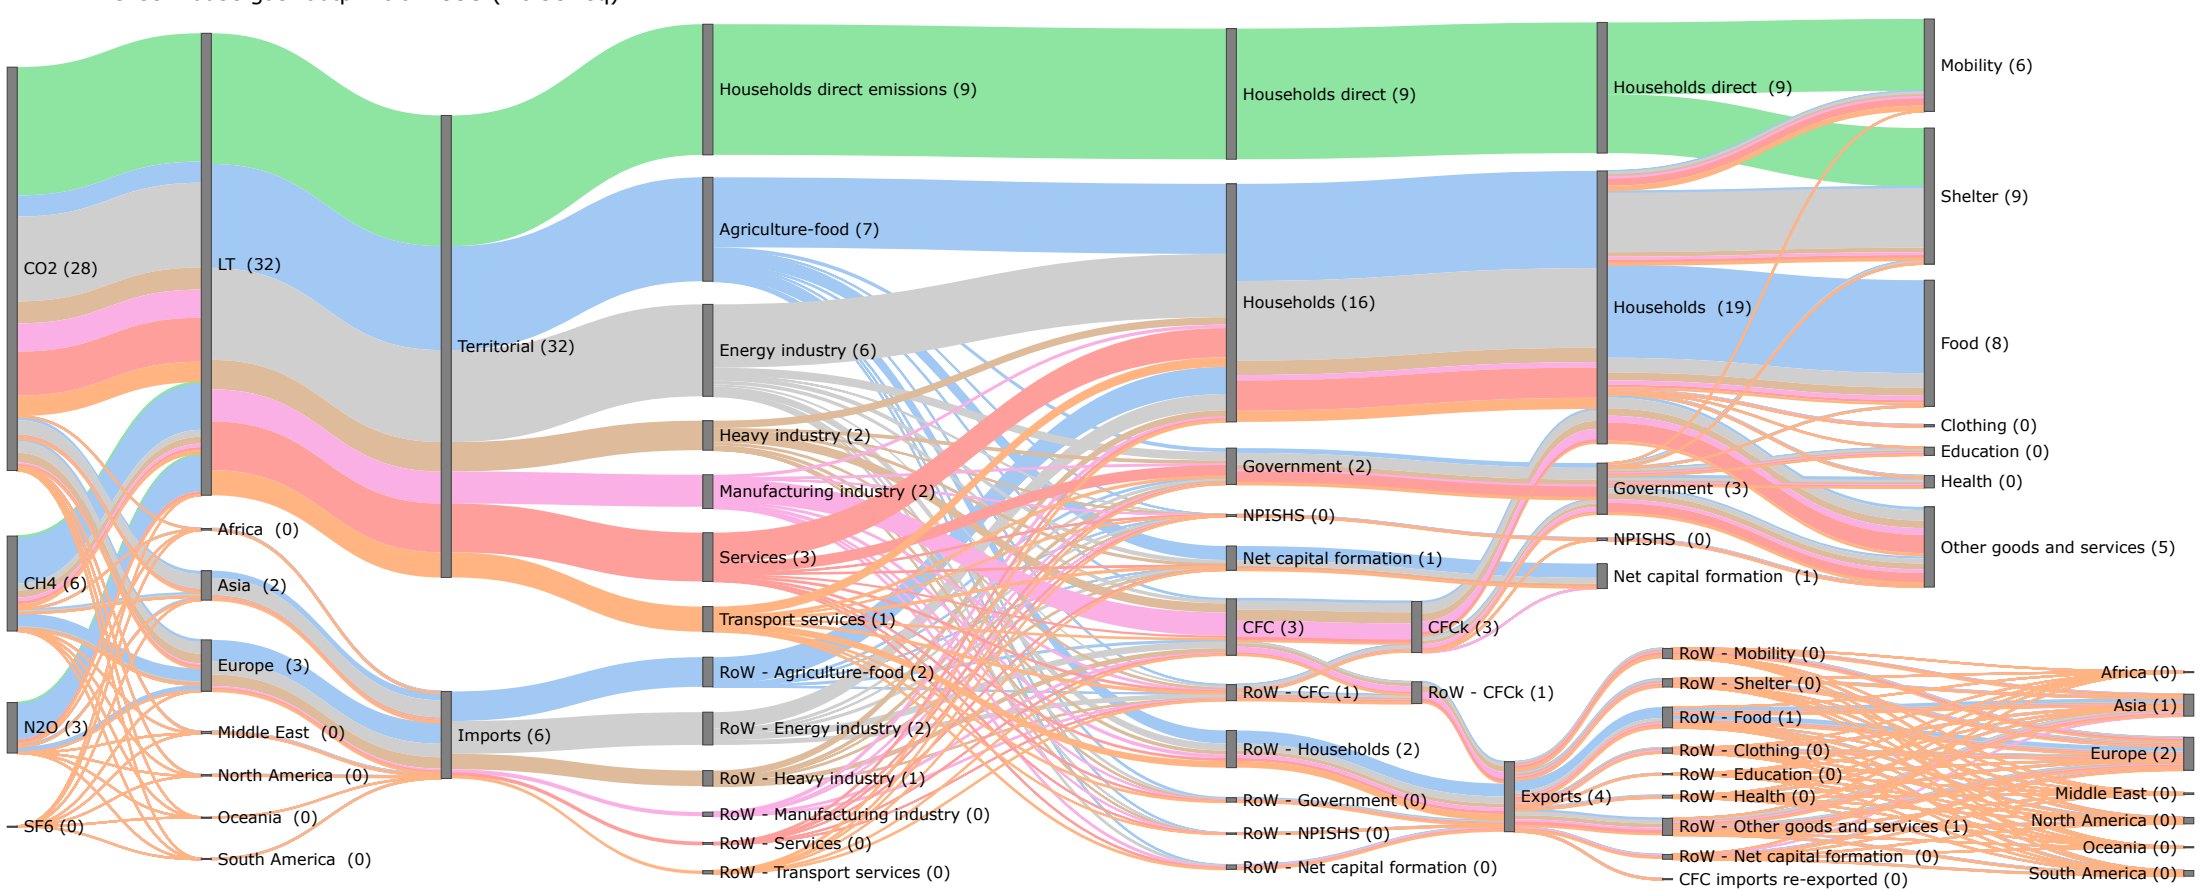 CO2 (28)
CH4 (6)
N2O (3)
SF6 (0)
LT (32)
Africa (0)
Asia (2)
Europe (3)
Middle East (0)
North America (0)
Oceania (0)
South America (0)
Territorial (32)
Imports (6)
Households direct emissions (9)
Agriculture-food (7)
Energy industry (6)
Heavy industry (2)
Manufacturing industry (2)
Services (3)
Transport services (1)
RoW - Agriculture-food (2)
RoW - Energy industry (2)
RoW - Heavy industry (1)
RoW - Manufacturing industry (0)
RoW - Services (0)
RoW - Transport services (0)
Households direct (9)
Households (16)
Government (2)
NPISHS (0)
Net capital formation (1)
CFC (3)
RoW - CFC (1)
RoW - Households (2)
RoW - Government (0)
RoW - NPISHS (0)
RoW - Net capital formation (0)
CFCk (3)
RoW - CFCk (1)
Exports (4)
Households direct (9)
Households (19)
Government (3)
NPISHS (0)
Net capital formation (1)
RoW - Mobility (0)
RoW - Shelter (0)
RoW - Food (1)
RoW - Clothing (0)
RoW - Education (0)
RoW - Health (0)
RoW - Other goods and services (1)
RoW - Net capital formation (0)
CFC imports re-exported (0)
Mobility (6)
Shelter (9)
Food (8)
Clothing (0)
Education (0)
Health (0)
Other goods and services (5)
Africa (0)
Asia (1)
Europe (2)
Middle East (0)
North America (0)
Oceania (0)
South America (0)